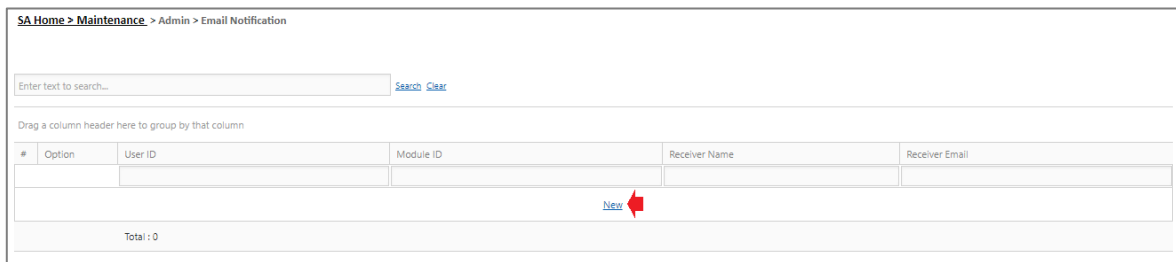 SA Home > Maintenance > Admin > Email Notification
Enter text to search... Search Clear
Drag a column header here to group by that column
# Option User ID Module ID Receiver Name Receiver Email
New
Total : 0